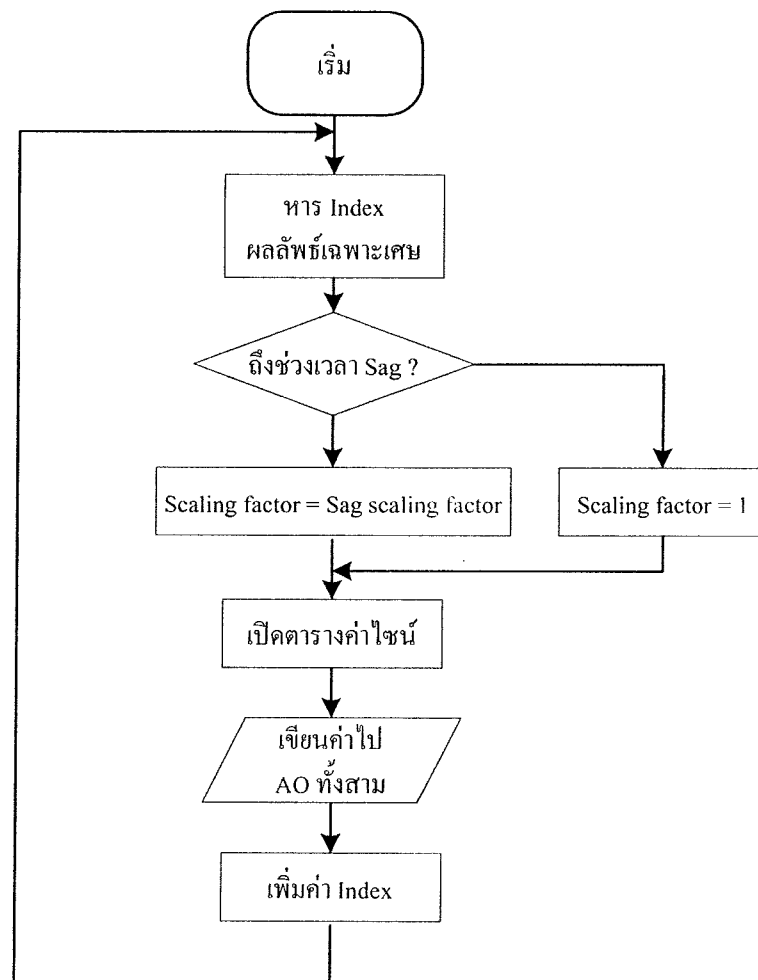 เริ่ม
หาร Index
ผลลัพธ์เฉพาะเศษ
ถึงช่วงเวลา Sag ?
Scaling factor = Sag scaling factor
Scaling factor = 1
เปิดตารางค่าไซน์
เขียนค่าไป
AO ทั้งสาม
เพิ่มค่า Index